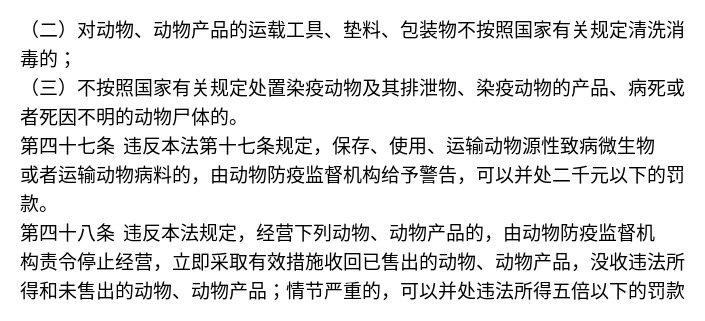 （二）对动物、动物产品的运载工具、垫料、包装物不按照国家有关规定清洗消
毒的；
（三）不按照国家有关规定处置染疫动物及其排泄物、染疫动物的产品、病死或
者死因不明的动物尸体的。
第四十七条 违反本法第十七条规定，保存、使用、运输动物源性致病微生物
或者运输动物病料的，由动物防疫监督机构给予警告，可以并处二千元以下的罚
款。
第四十八条 违反本法规定，经营下列动物、动物产品的，由动物防疫监督机
构责令停止经营，立即采取有效措施收回已售出的动物、动物产品，没收违法所
得和未售出的动物、动物产品；情节严重的，可以并处违法所得五倍以下的罚款